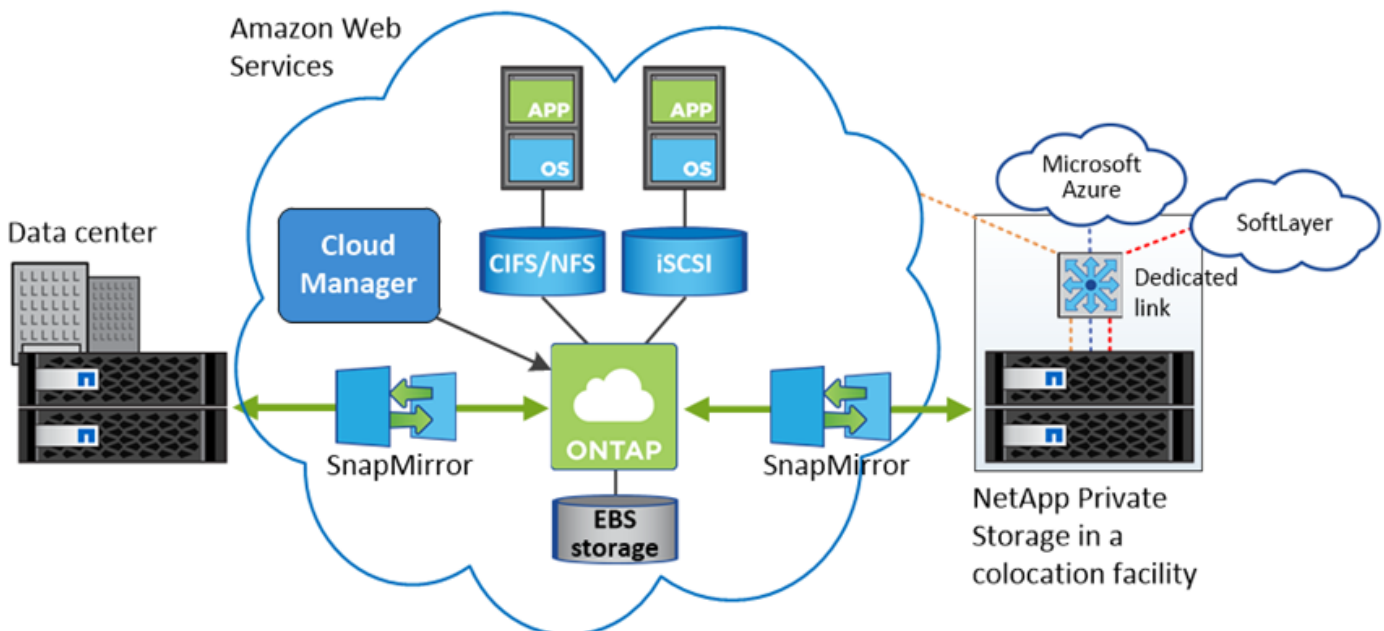 Amazon Web
Services
APP
OS
APP
OS
Microsoft
Azure
SoftLayer
Data center
Cloud
Manager
CIFS/NFS
iSCSI
Dedicated
link
ONTAP
SnapMirror
SnapMirror
EBS
storage
NetApp Private
Storage in a
colocation facility